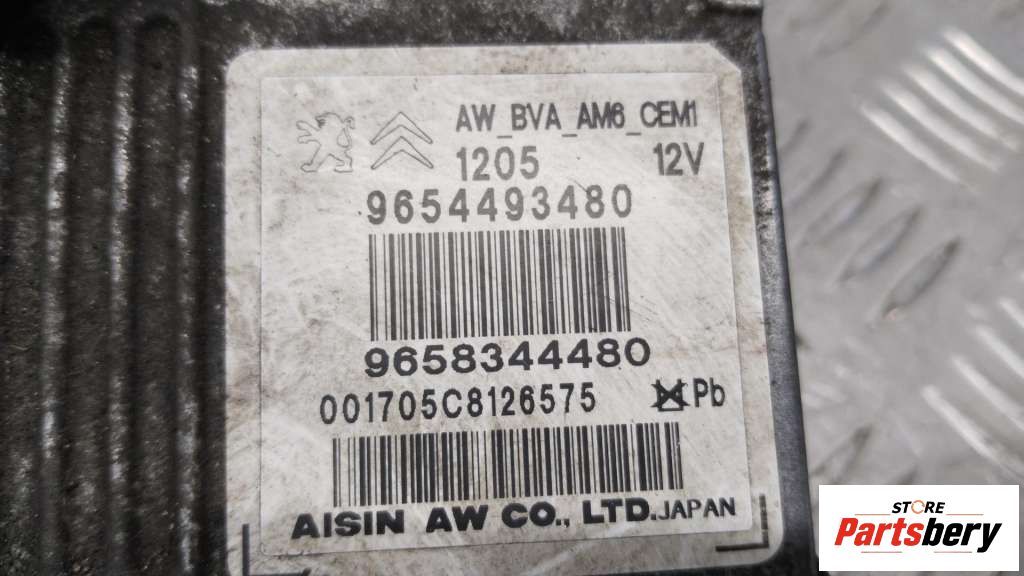 AW_BVA_AM6_CEM1
1205 12V
9654493480
9658344480
001705C8126575 Pb
AISIN AW CO., LTD. JAPAN
STORE
Partsbery